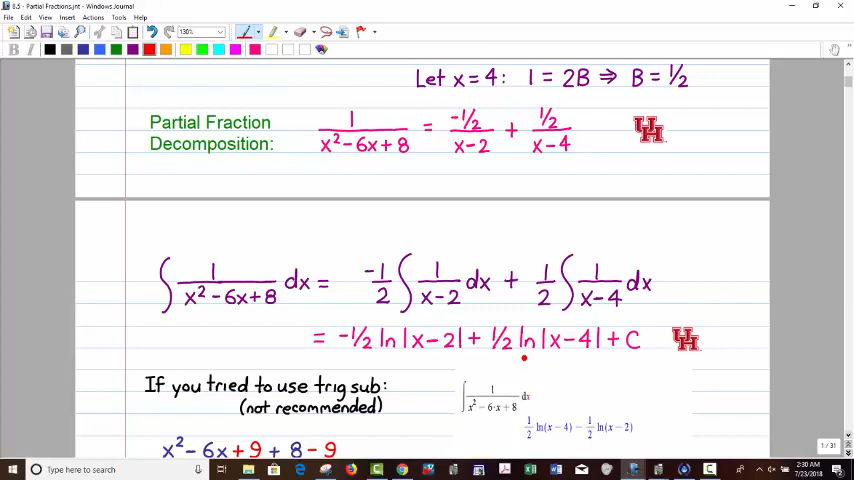 8.5 - Partial Fractions.jnt - Windows Journal
File Edit View Insert Actions Tools Help
130%
B I
Let x=4: 1 = 2B ⇒ B = 1/2
Partial Fraction
Decomposition: 1/(x²-6x+8) = (-1/2)/(x-2) + (1/2)/(x-4)
UH
∫ 1/(x²-6x+8) dx = -1/2 ∫ 1/(x-2) dx + 1/2 ∫ 1/(x-4) dx
= -1/2 ln|x-2| + 1/2 ln|x-4| + C
UH
If you tried to use trig sub:
(not recommended)
∫ 1/(x²-6·x+8) dx
1/2 ln(x-4) - 1/2 ln(x-2)
x²-6x+9+8-9
1 / 31
Type here to search
2:30 AM
7/23/2018